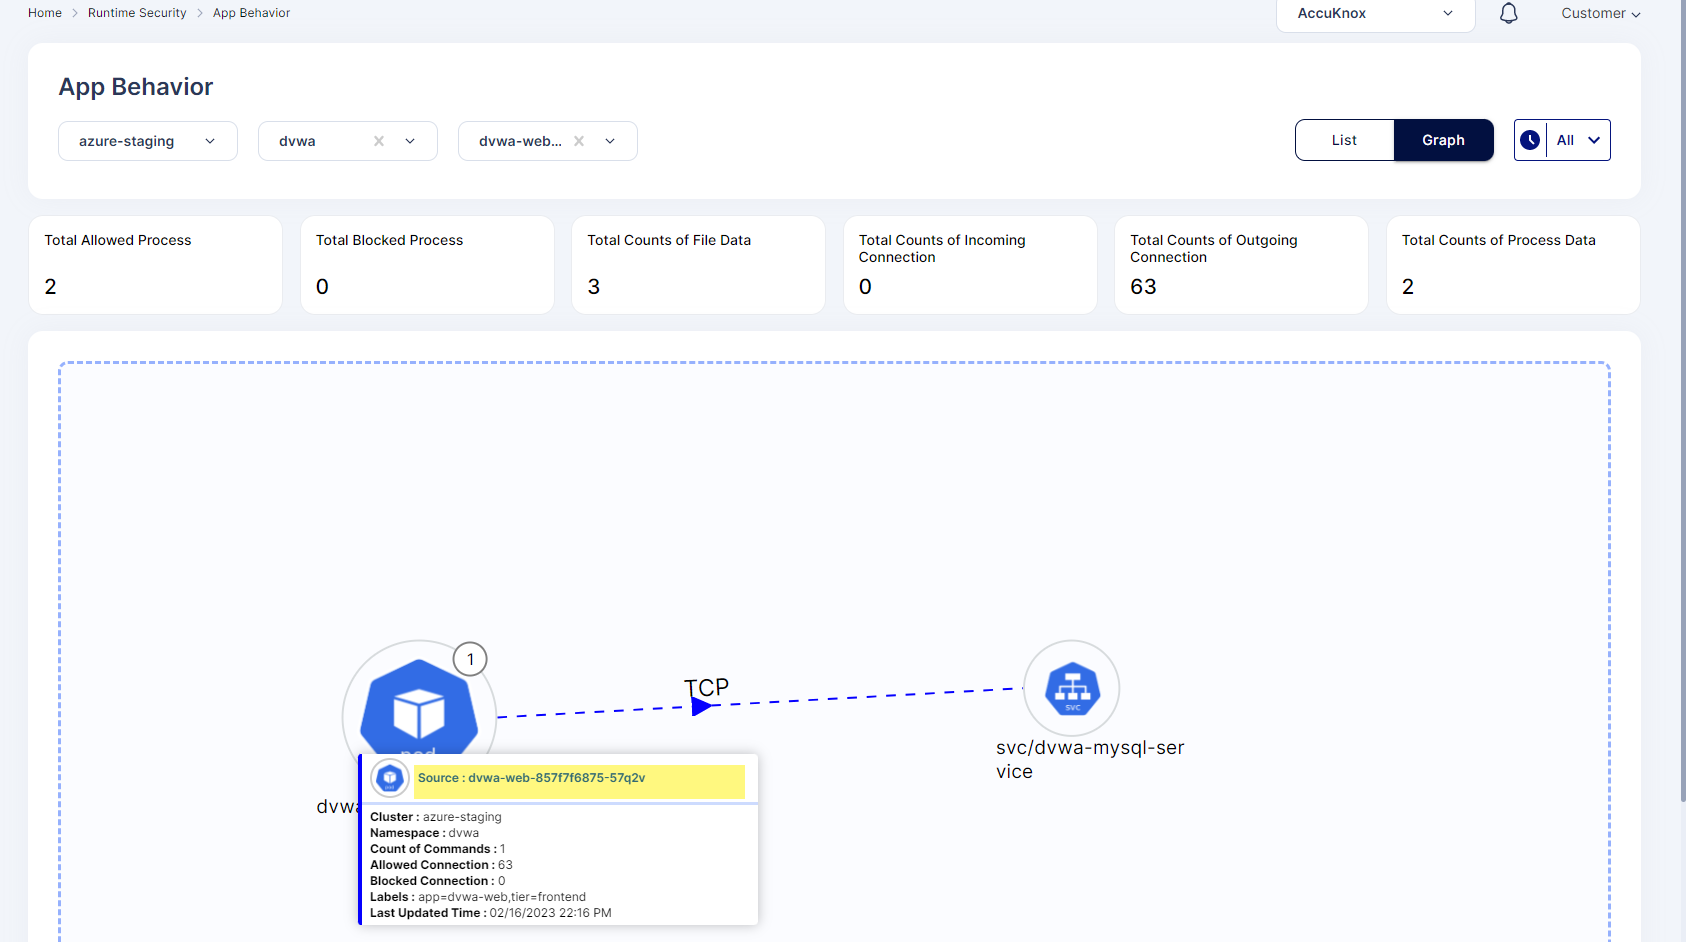 Home > Runtime Security > App Behavior
AccuKnox
Customer
App Behavior
azure-staging
dvwa
dvwa-web...
List
Graph
All
Total Allowed Process
2
Total Blocked Process
0
Total Counts of File Data
3
Total Counts of Incoming
Connection
0
Total Counts of Outgoing
Connection
63
Total Counts of Process Data
2
1
TCP
svc
svc/dvwa-mysql-ser
vice
pod
Source : dvwa-web-857f7f6875-57q2v
Cluster : azure-staging
Namespace : dvwa
Count of Commands : 1
Allowed Connection : 63
Blocked Connection : 0
Labels : app=dvwa-web,tier=frontend
Last Updated Time : 02/16/2023 22:16 PM